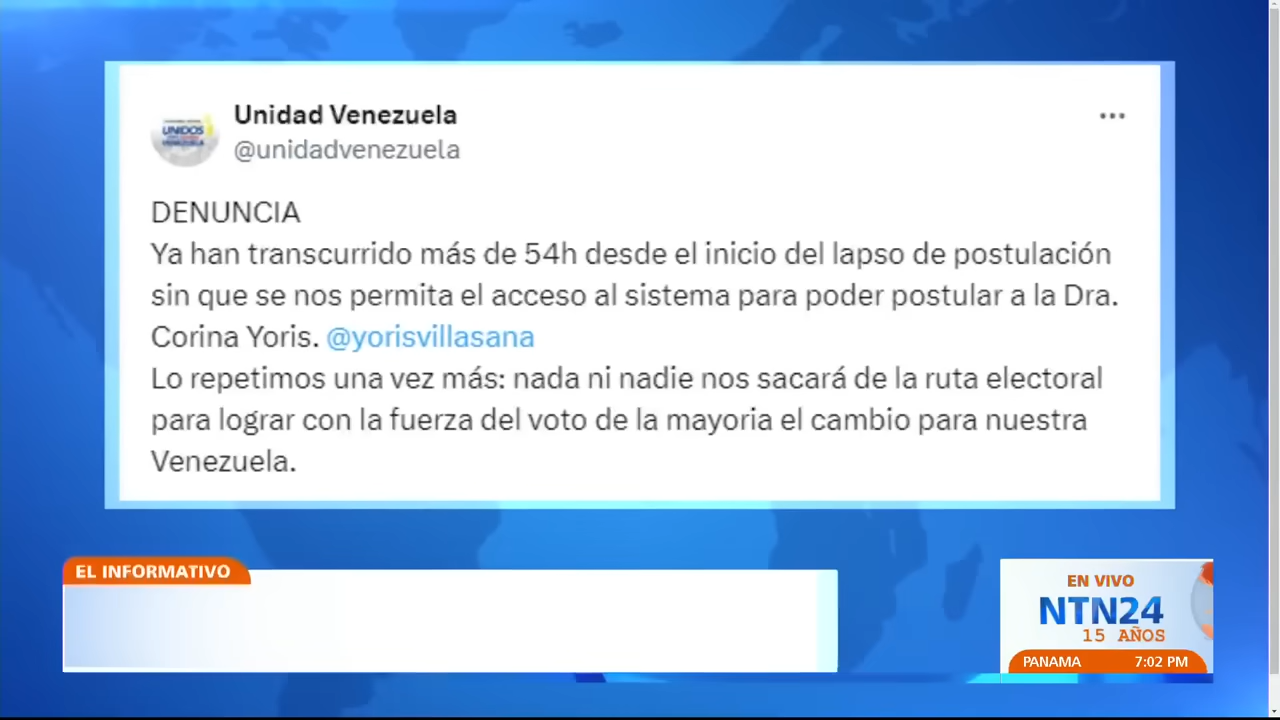 Unidad Venezuela
@unidadvenezuela
UNIDOS
VENEZUELA
DENUNCIA
Ya han transcurrido más de 54h desde el inicio del lapso de postulación
sin que se nos permita el acceso al sistema para poder postular a la Dra.
Corina Yoris. @yorisvillasana
Lo repetimos una vez más: nada ni nadie nos sacará de la ruta electoral
para lograr con la fuerza del voto de la mayoria el cambio para nuestra
Venezuela.
EL INFORMATIVO
EN VIVO
NTN24
15 AÑOS
PANAMA 7:02 PM